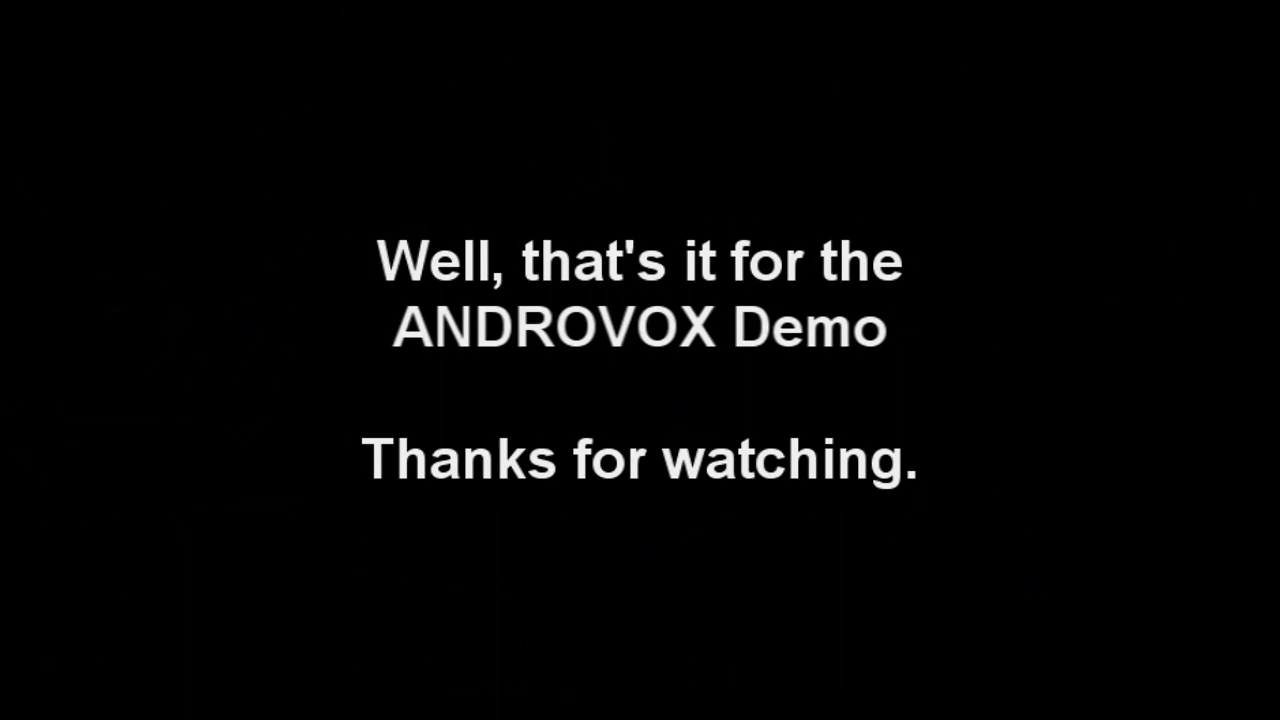 Well, that's it for the
ANDROVOX Demo
Thanks for watching.